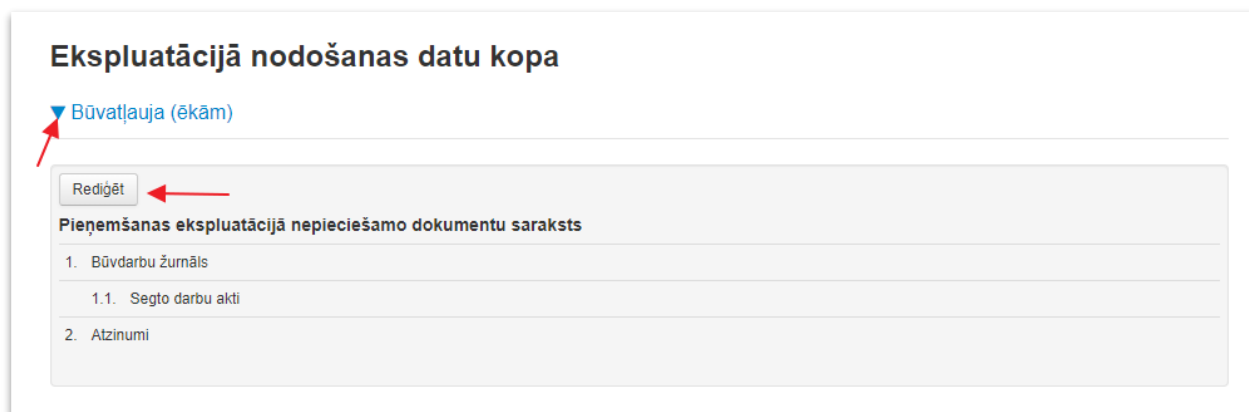 Ekspluatācijā nodošanas datu kopa
Būvatļauja (ēkām)
Rediģēt
Pieņemšanas ekspluatācijā nepieciešamo dokumentu saraksts
1. Būvdarbu žurnāls
1.1. Segto darbu akti
2. Atzinumi